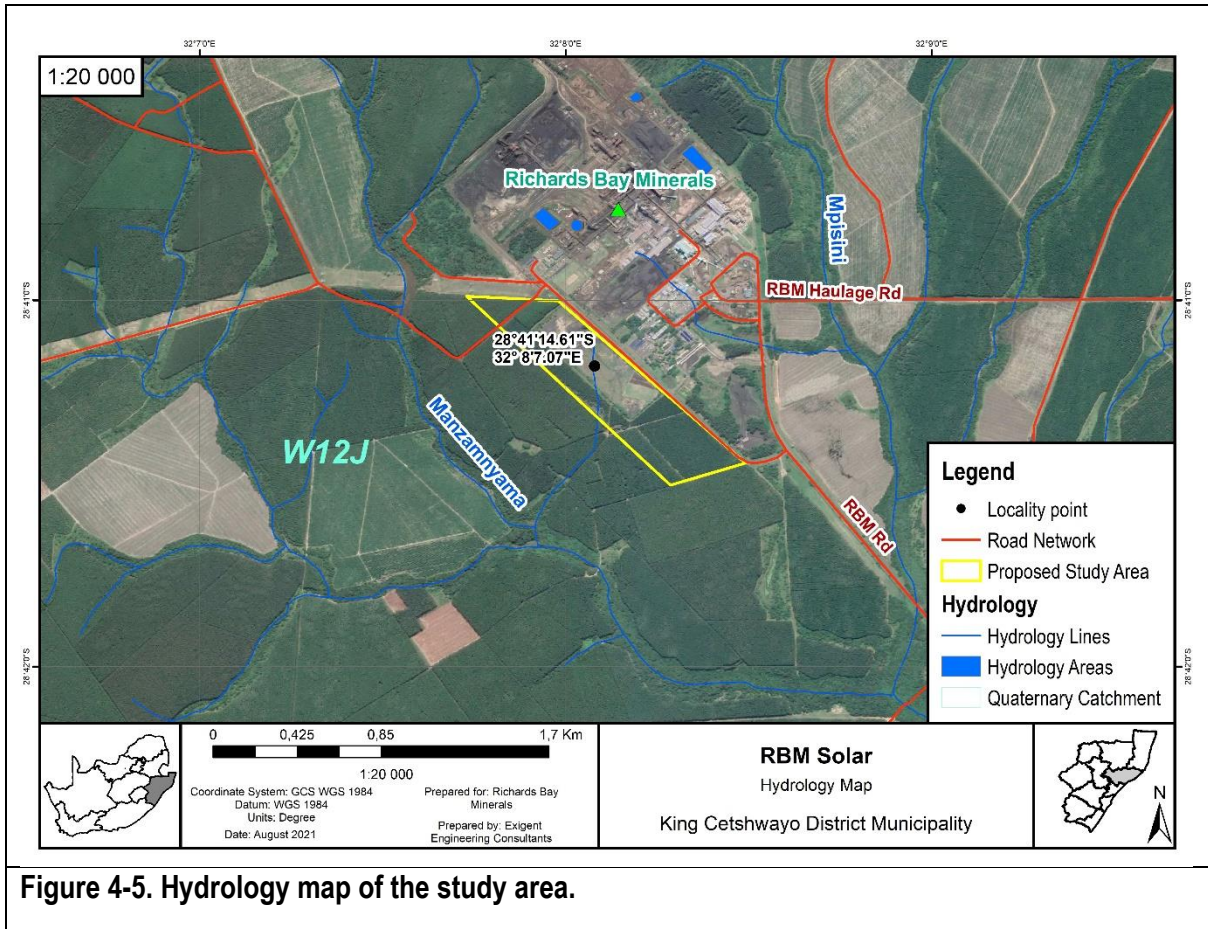 32°7'0"E
32°8'0"E
32°9'0"E
1:20 000
Richards Bay Minerals
Mpisini
28°41'0"S
28°41'0"S
RBM Haulage Rd
28°41'14.61"S
32° 8'7.07"E
Manzamnyama
W12J
RBM Rd
Legend
Locality point
Road Network
Proposed Study Area
Hydrology
Hydrology Lines
Hydrology Areas
Quaternary Catchment
28°42'0"S
28°42'0"S
0 0,425 0,85 1,7 Km
1:20 000
Coordinate System: GCS WGS 1984
Datum: WGS 1984
Units: Degree
Date: August 2021
Prepared for: Richards Bay
Minerals
Prepared by: Exigent
Engineering Consultants
RBM Solar
Hydrology Map
King Cetshwayo District Municipality
N
Figure 4-5. Hydrology map of the study area.